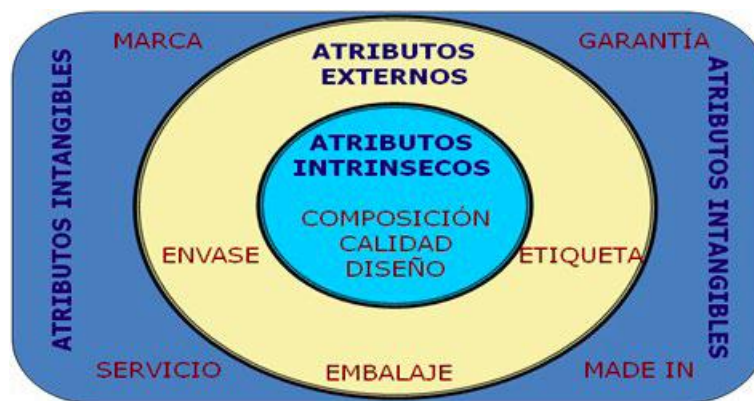 MARCA
GARANTÍA
ATRIBUTOS
EXTERNOS
ATRIBUTOS INTANGIBLES
ATRIBUTOS INTANGIBLES
ATRIBUTOS
INTRINSECOS
COMPOSICIÓN
CALIDAD
DISEÑO
ENVASE
ETIQUETA
SERVICIO
EMBALAJE
MADE IN